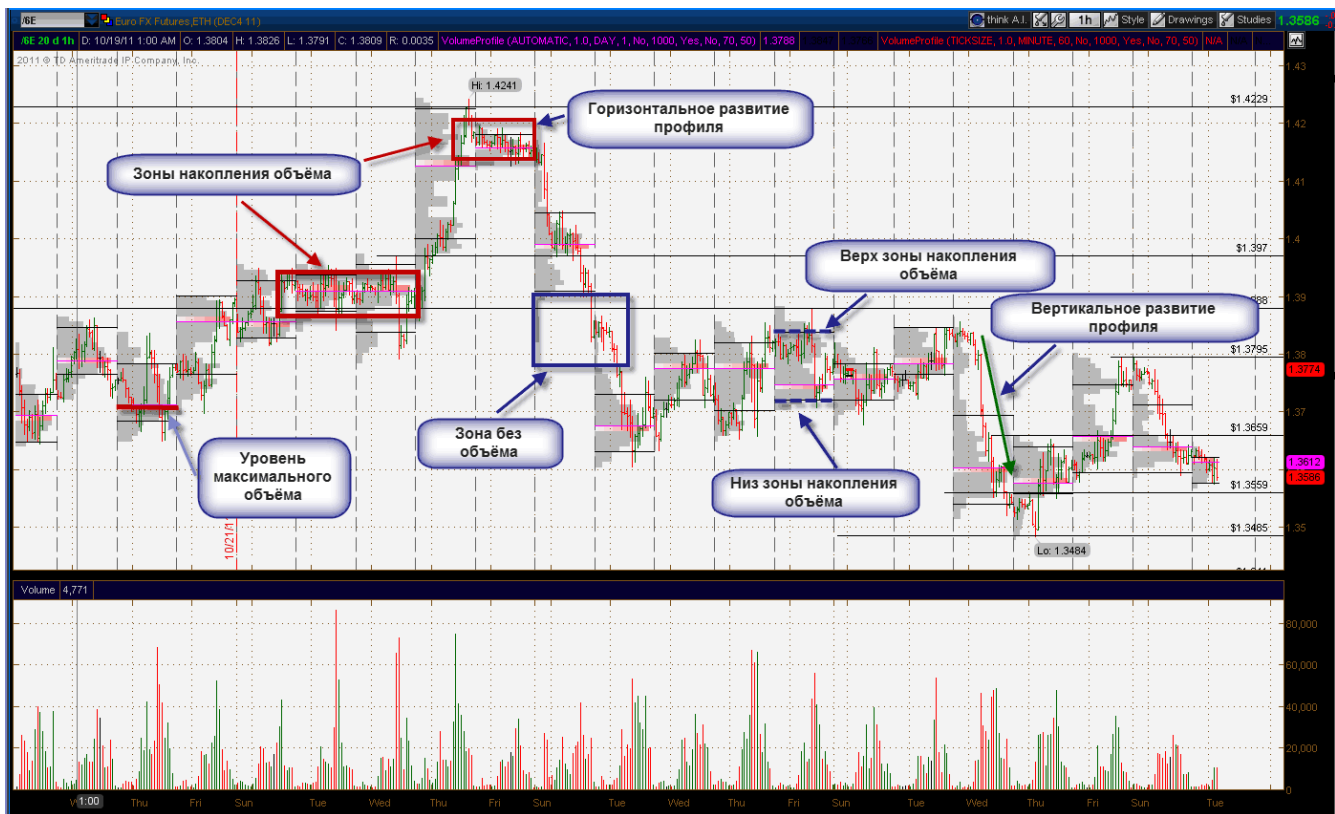 /6E
Euro FX Futures,ETH (DEC4 11)
think A.I.
1h
Style
Drawings
Studies
1.3586
/6E 20 d 1h
D: 10/19/11 1:00 AM
O: 1.3804
H: 1.3826
L: 1.3791
C: 1.3809
R: 0.0035
VolumeProfile (AUTOMATIC, 1.0, DAY, 1, No, 1000, Yes, No, 70, 50)
1.3788
VolumeProfile (TICKSIZE, 1.0, MINUTE, 60, No, 1000, Yes, No, 70, 50)
N/A
2011 © TD Ameritrade IP Company, Inc.
1.43
Hi: 1.4241
$1.4229
Горизонтальное развитие
профиля
1.42
Зоны накопления объёма
1.41
1.4
$1.397
Верх зоны накопления
объёма
1.39
Вертикальное развитие
профиля
$1.3795
1.38
1.3774
1.37
Зона без
объёма
$1.3659
Уровень
максимального
объёма
1.3612
1.3586
Низ зоны накопления
объёма
$1.3559
$1.3485
1.35
10/21/1
Lo: 1.3484
Volume
4,771
80,000
60,000
40,000
20,000
0
1:00
Thu
Fri
Sun
Tue
Wed
Thu
Fri
Sun
Tue
Wed
Thu
Fri
Sun
Tue
Wed
Thu
Fri
Sun
Tue